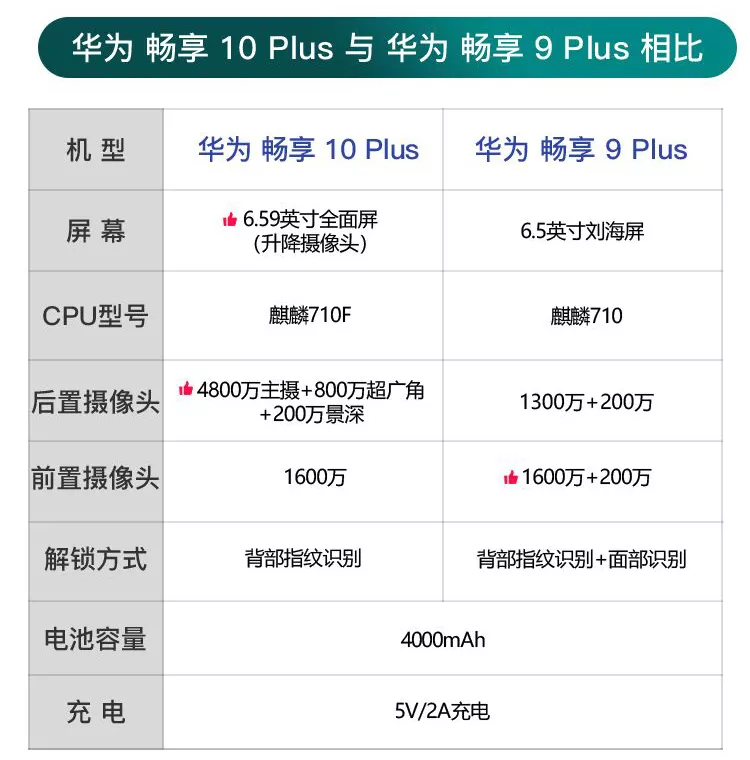 华为 畅享 10 Plus 与 华为 畅享 9 Plus 相比
机 型
华为 畅享 10 Plus
华为 畅享 9 Plus
屏 幕
6.59英寸全面屏
（升降摄像头）
6.5英寸刘海屏
CPU型号
麒麟710F
麒麟710
后置摄像头
4800万主摄+800万超广角
+200万景深
1300万+200万
前置摄像头
1600万
1600万+200万
解锁方式
背部指纹识别
背部指纹识别+面部识别
电池容量
4000mAh
充 电
5V/2A充电